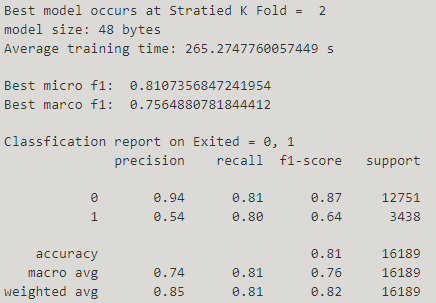 Best model occurs at Stratied K Fold =  2
model size: 48 bytes
Average training time: 265.2747760057449 s
Best micro f1:  0.8107356847241954
Best marco f1:  0.7564880781844412
Classfication report on Exited = 0, 1
precision    recall  f1-score   support
0       0.94      0.81      0.87     12751
1       0.54      0.80      0.64      3438
accuracy                           0.81     16189
macro avg       0.74      0.81      0.76     16189
weighted avg       0.85      0.81      0.82     16189